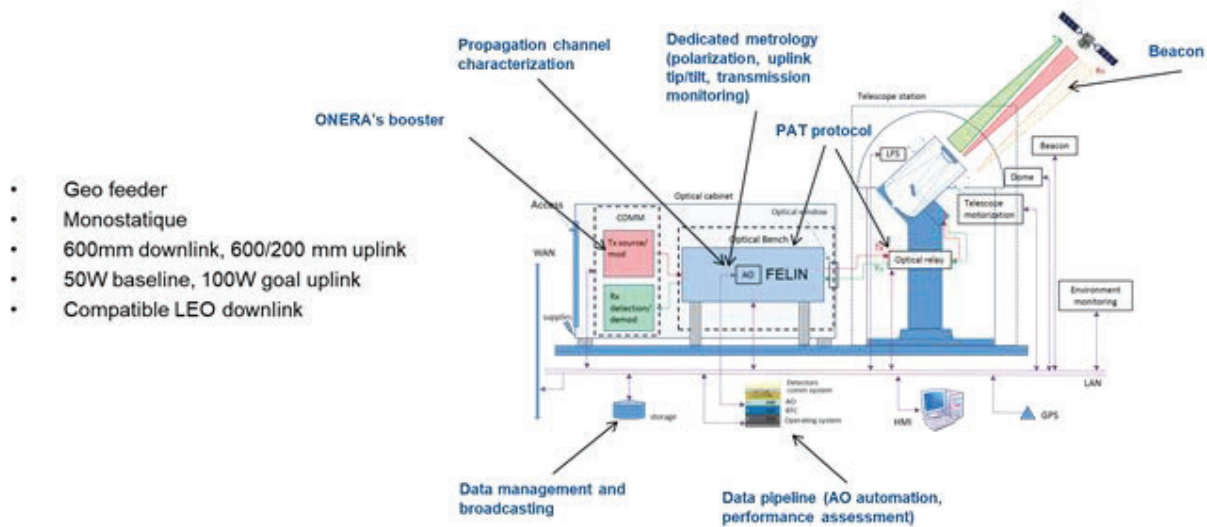 Propagation channel
characterization
Dedicated metrology
(polarization, uplink
tip/tilt, transmission
monitoring)
Beacon
ONERA's booster
PAT protocol
Telescope station
LPS
Beacon
Dome
Telescope
motorization
• Geo feeder
• Monostatique
• 600mm downlink, 600/200 mm uplink
• 50W baseline, 100W goal uplink
• Compatible LEO downlink
Optical cabinet
Access
COMM
Optical window
Optical Bench
Tx source/
mod
WAN
AO
FELIN
Optical relay
Rx
detection/
demod
Environment
monitoring
supplies
LAN
Detectors
comm system
AO
RTC
Operating system
storage
HMI
GPS
Data management and
broadcasting
Data pipeline (AO automation,
performance assessment)